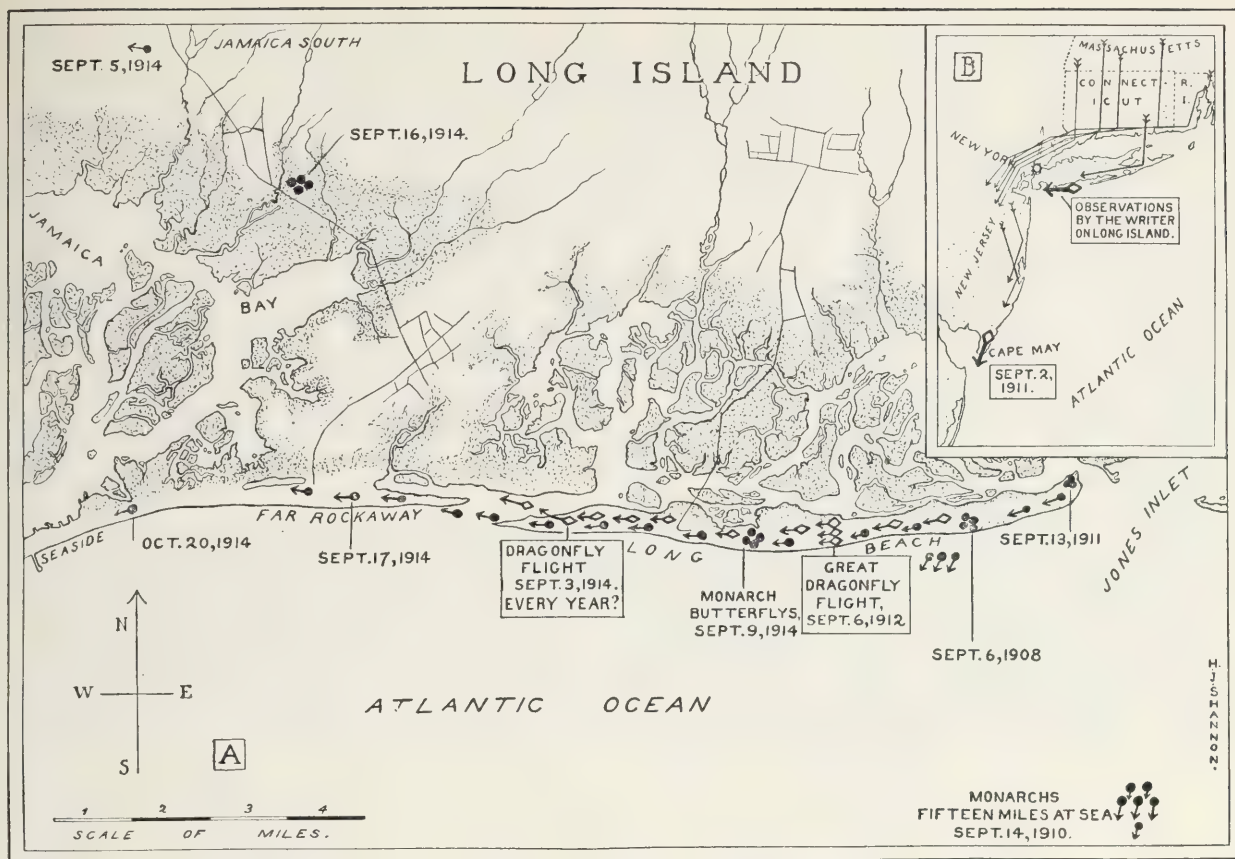 JAMAICA SOUTH
SEPT. 5, 1914
LONG ISLAND
SEPT. 16, 1914.
JAMAICA
BAY
B
MASSACHUSETTS
CONNECT-
ICUT
R.
I.
NEW YORK
OBSERVATIONS
BY THE WRITER
ON LONG ISLAND.
NEW JERSEY
CAPE MAY
SEPT. 2,
1911.
ATLANTIC OCEAN
SEASIDE
OCT. 20, 1914
FAR ROCKAWAY
SEPT. 17, 1914
DRAGONFLY
FLIGHT
SEPT. 3, 1914.
EVERY YEAR?
LONG BEACH
MONARCH
BUTTERFLYS,
SEPT. 9, 1914
GREAT
DRAGONFLY
FLIGHT,
SEPT. 6, 1912
SEPT. 6, 1908
SEPT. 13, 1911
JONES INLET
N
W E
S
ATLANTIC OCEAN
A
1 2 3 4
SCALE OF MILES.
MONARCHS
FIFTEEN MILES AT SEA
SEPT. 14, 1910.
H. J. SHANNON.